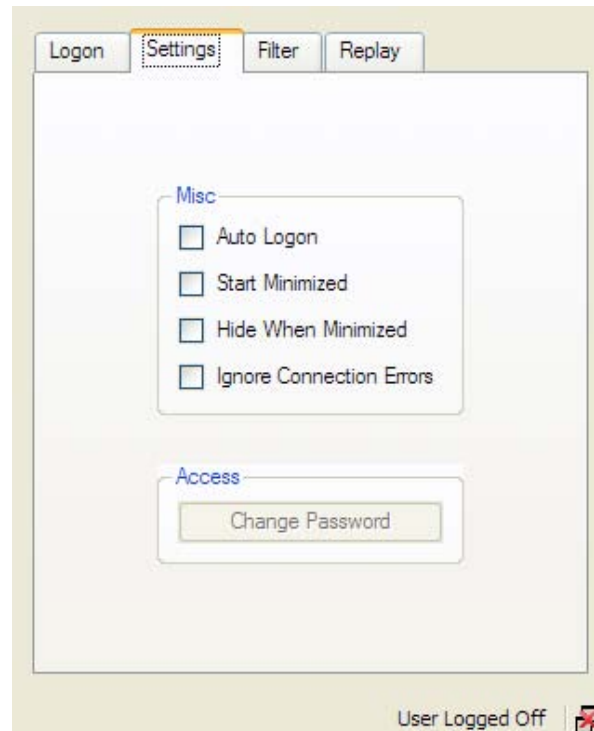 Logon Settings Filter Replay
Misc
Auto Logon
Start Minimized
Hide When Minimized
Ignore Connection Errors
Access
Change Password
User Logged Off